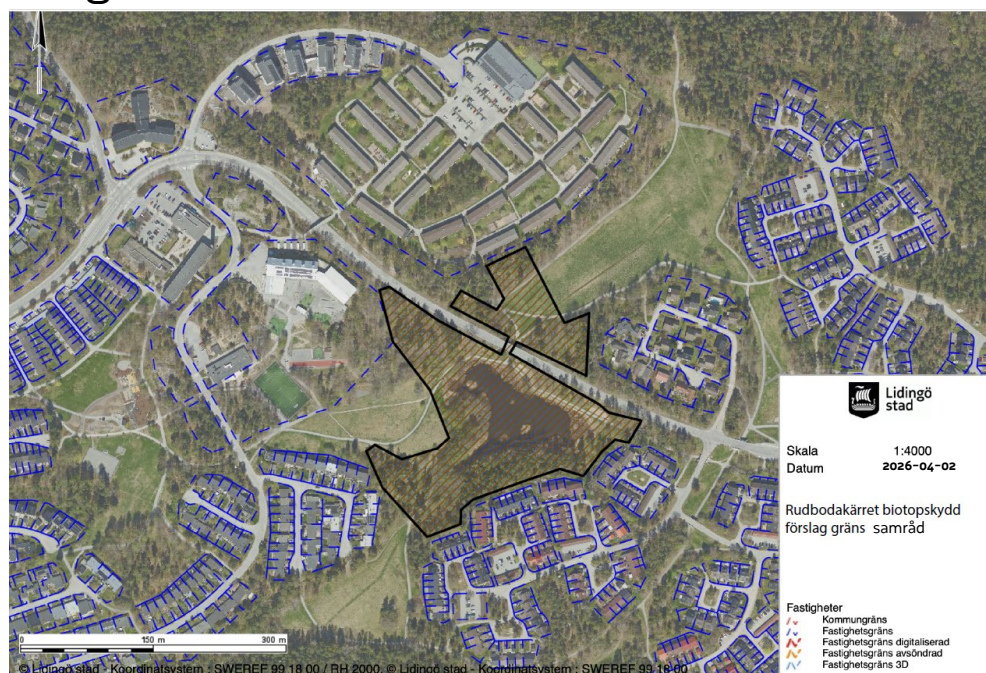 Lidingö
stad
Skala 1:4000
Datum 2026-04-02
Rudbodakärret biotopskydd
förslag gräns samråd
Fastigheter
Kommungräns
Fastighetsgräns
Fastighetsgräns digitaliserad
Fastighetsgräns avsöndrad
Fastighetsgräns 3D
0 150 m 300 m
© Lidingö stad - Koordinatsystem : SWEREF 99 18 00 / RH 2000, © Lidingö stad - Koordinatsystem : SWEREF 99 18 00